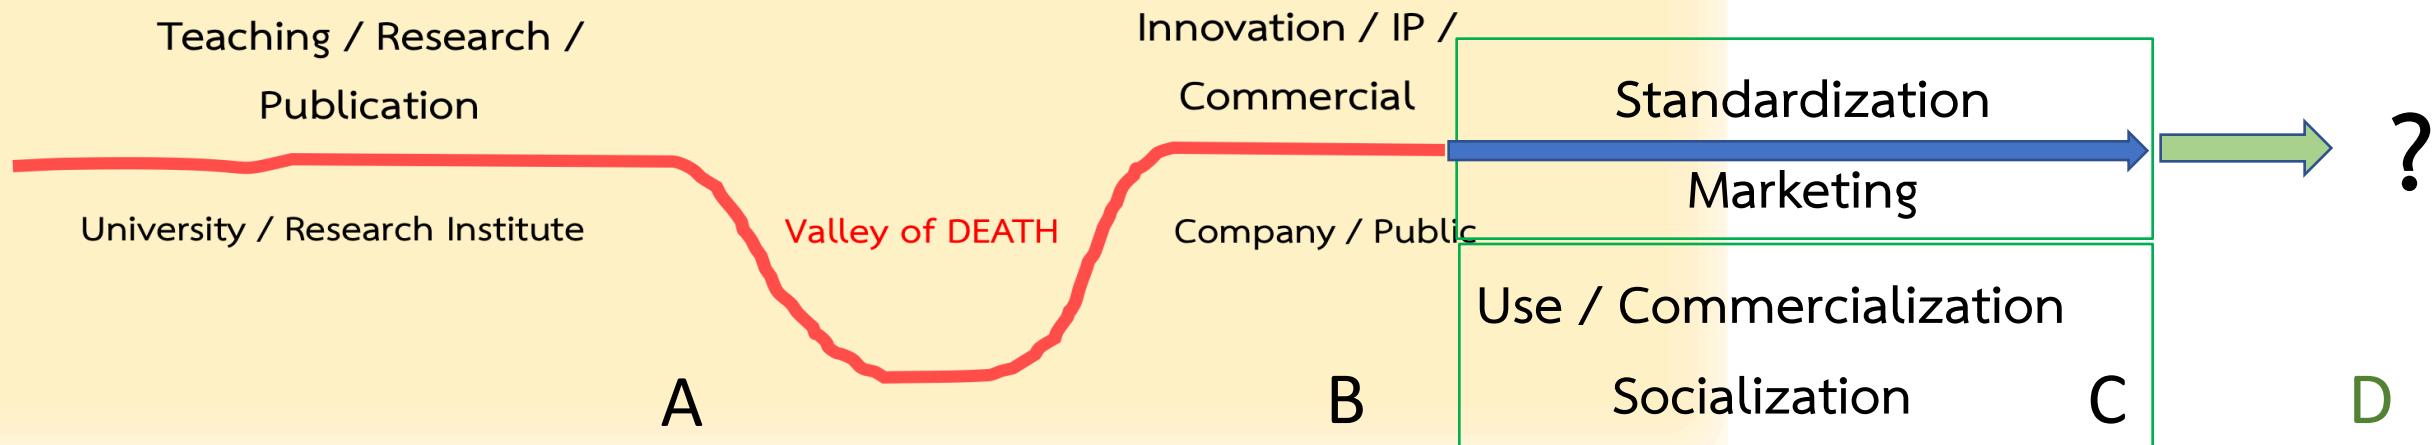 Teaching / Research /
Publication
University / Research Institute
Valley of DEATH
Innovation / IP /
Commercial
Company / Public
Standardization
Marketing
Use / Commercialization
Socialization
?
A
B
C
D